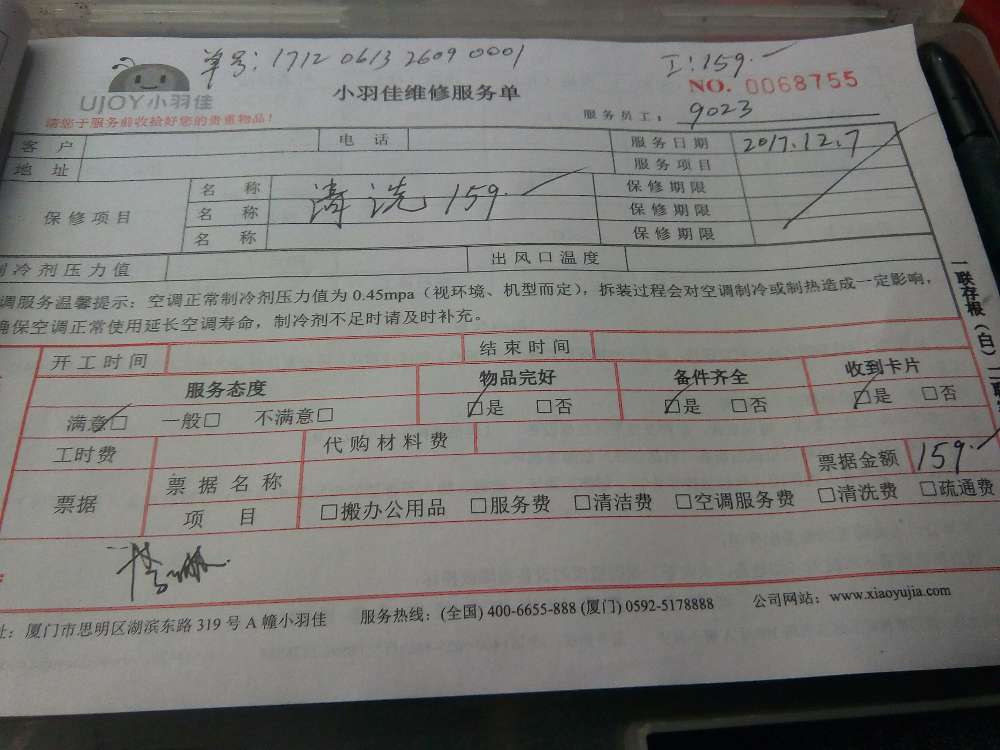 单号：1712 0613 2609 0001
I：159.
UJOY小羽佳
小羽佳维修服务单
NO. 0068755
请您于服务前收拾好您的贵重物品！
服务员工：9023
客户 电话 服务日期 2017.12.7
地址 服务项目
保修项目
名称 清洗 159. 保修期限
名称 保修期限
名称 保修期限
制冷剂压力值 出风口温度
调服务温馨提示：空调正常制冷剂压力值为0.45mpa（视环境、机型而定），拆装过程会对空调制冷或制热造成一定影响，
确保空调正常使用延长空调寿命，制冷剂不足时请及时补充。
一联存根（白）二联
开工时间 结束时间
服务态度 物品完好 备件齐全 收到卡片
满意□ 一般□ 不满意□ □是 □否 □是 □否 □是 □否
工时费 代购材料费
票据 票据名称 票据金额 159.
项目 □搬办公用品 □服务费 □清洁费 □空调服务费 □清洗费 □疏通费
址：厦门市思明区湖滨东路319号A幢小羽佳 服务热线：(全国) 400-6655-888 (厦门) 0592-5178888 公司网站：www.xiaoyujia.com